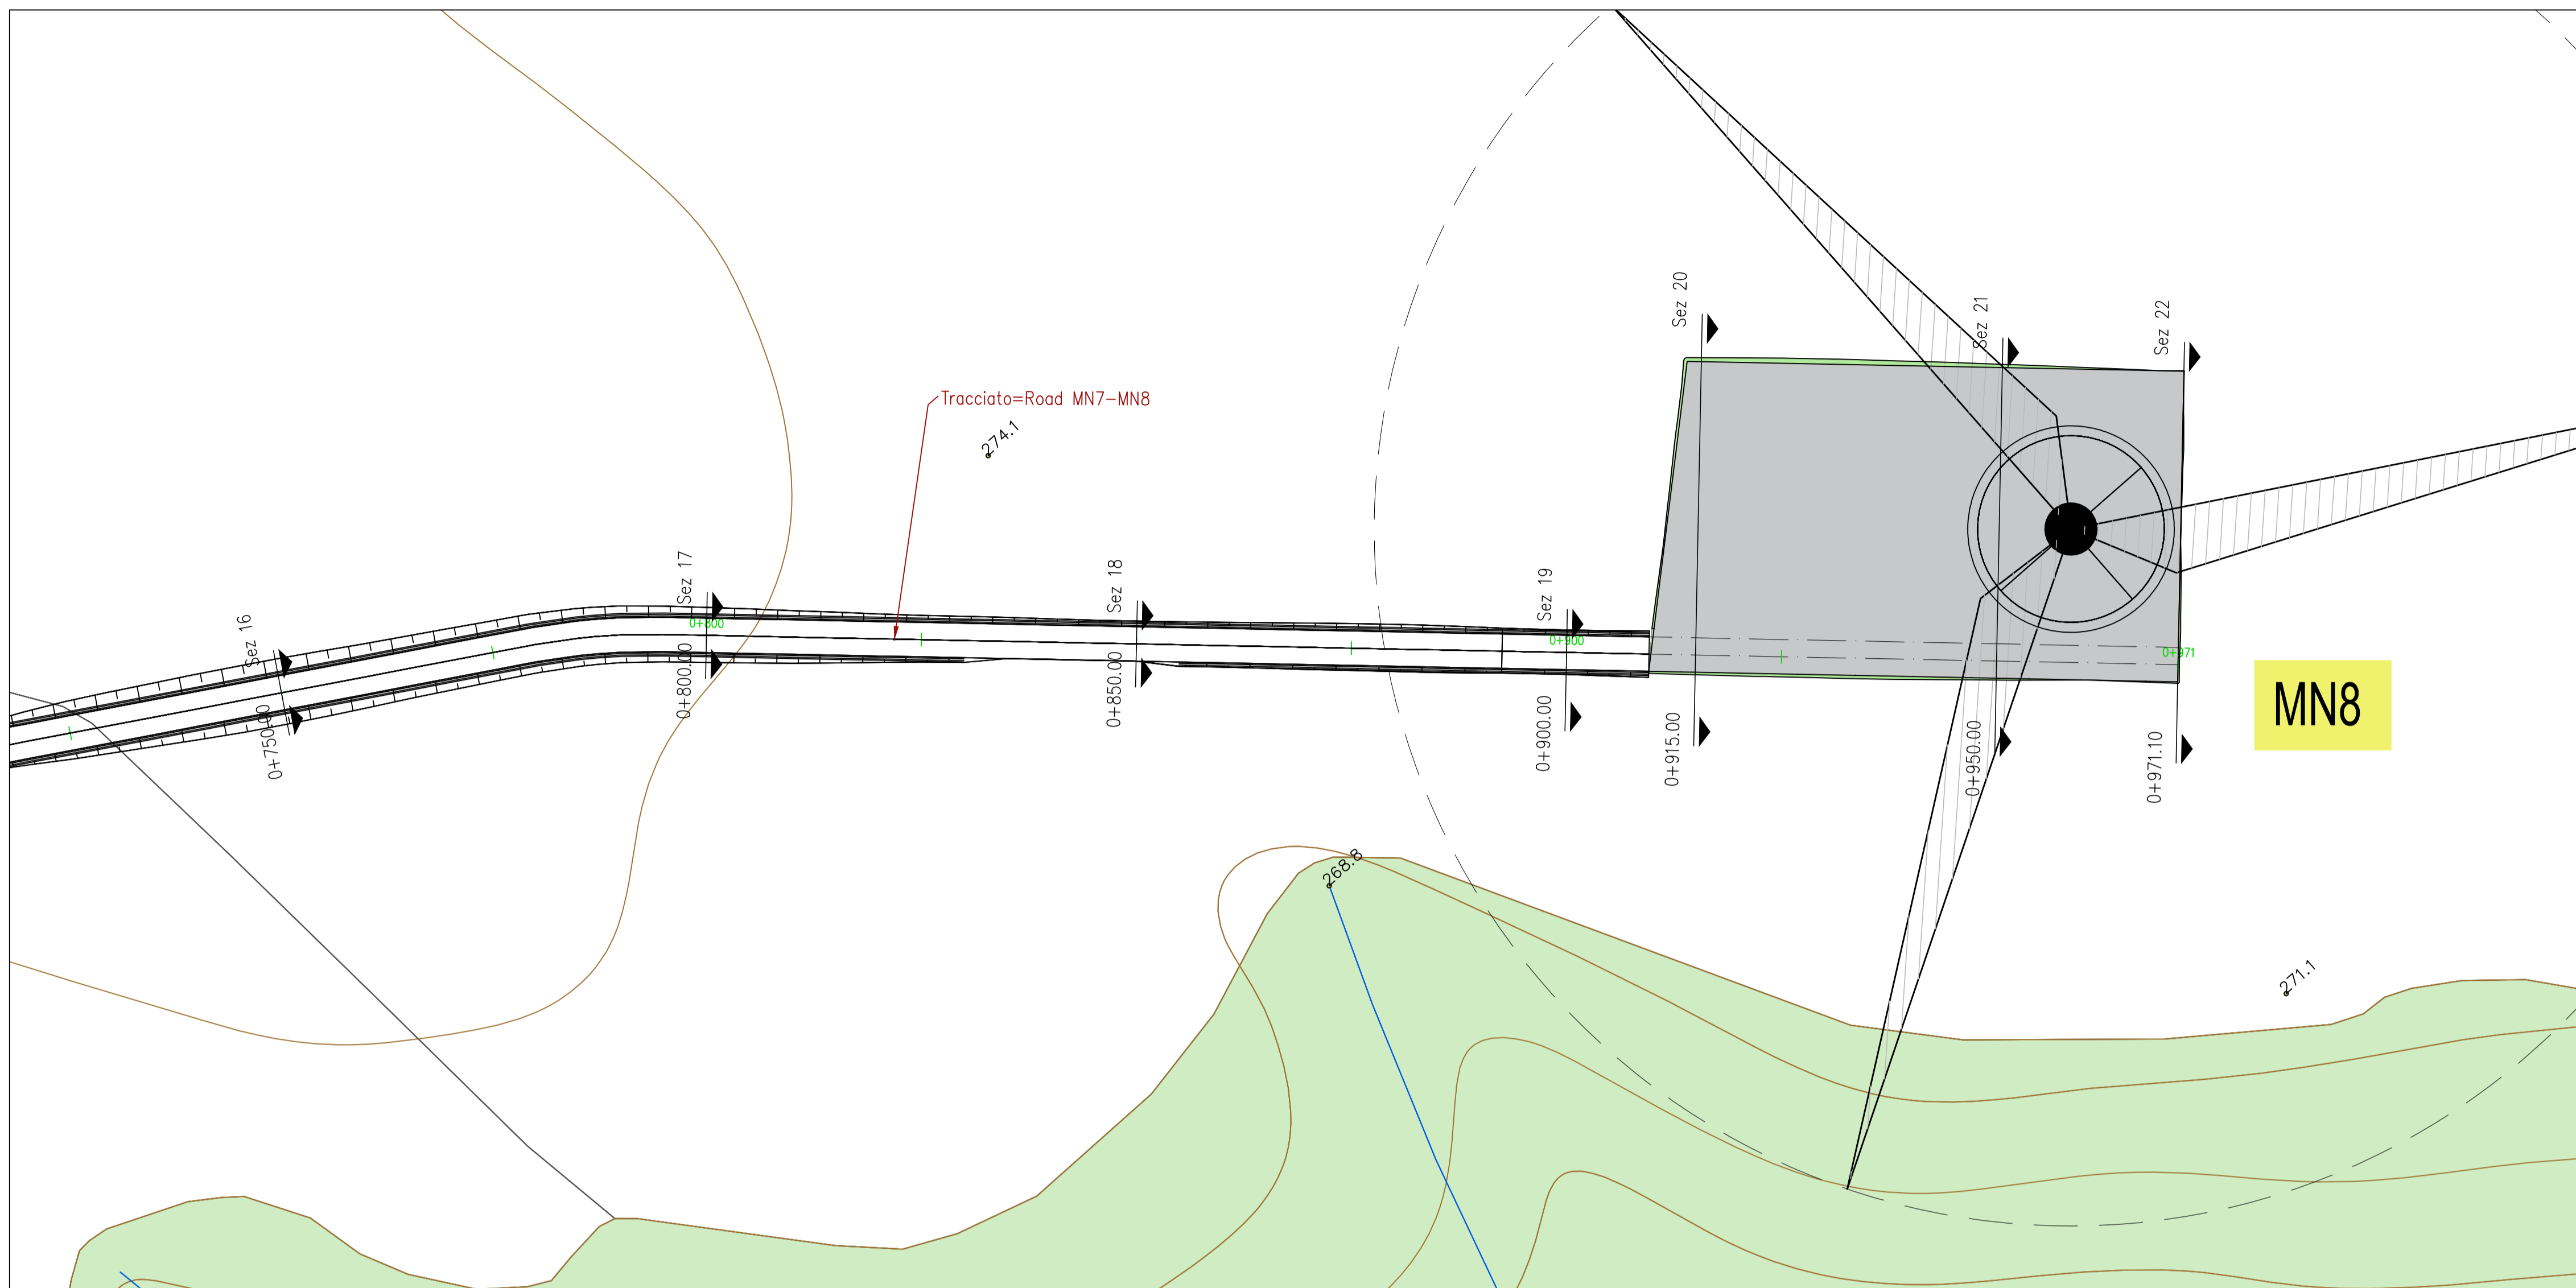 Sez 20
Sez 21
Sez 22
Tracciato=Road MN7-MN8
274.1
Sez 16
Sez 17
Sez 18
Sez 19
0+800
0+900
0+971
0+750.00
0+800.00
0+850.00
0+900.00
0+915.00
0+950.00
0+971.10
MN8
268.8
271.1